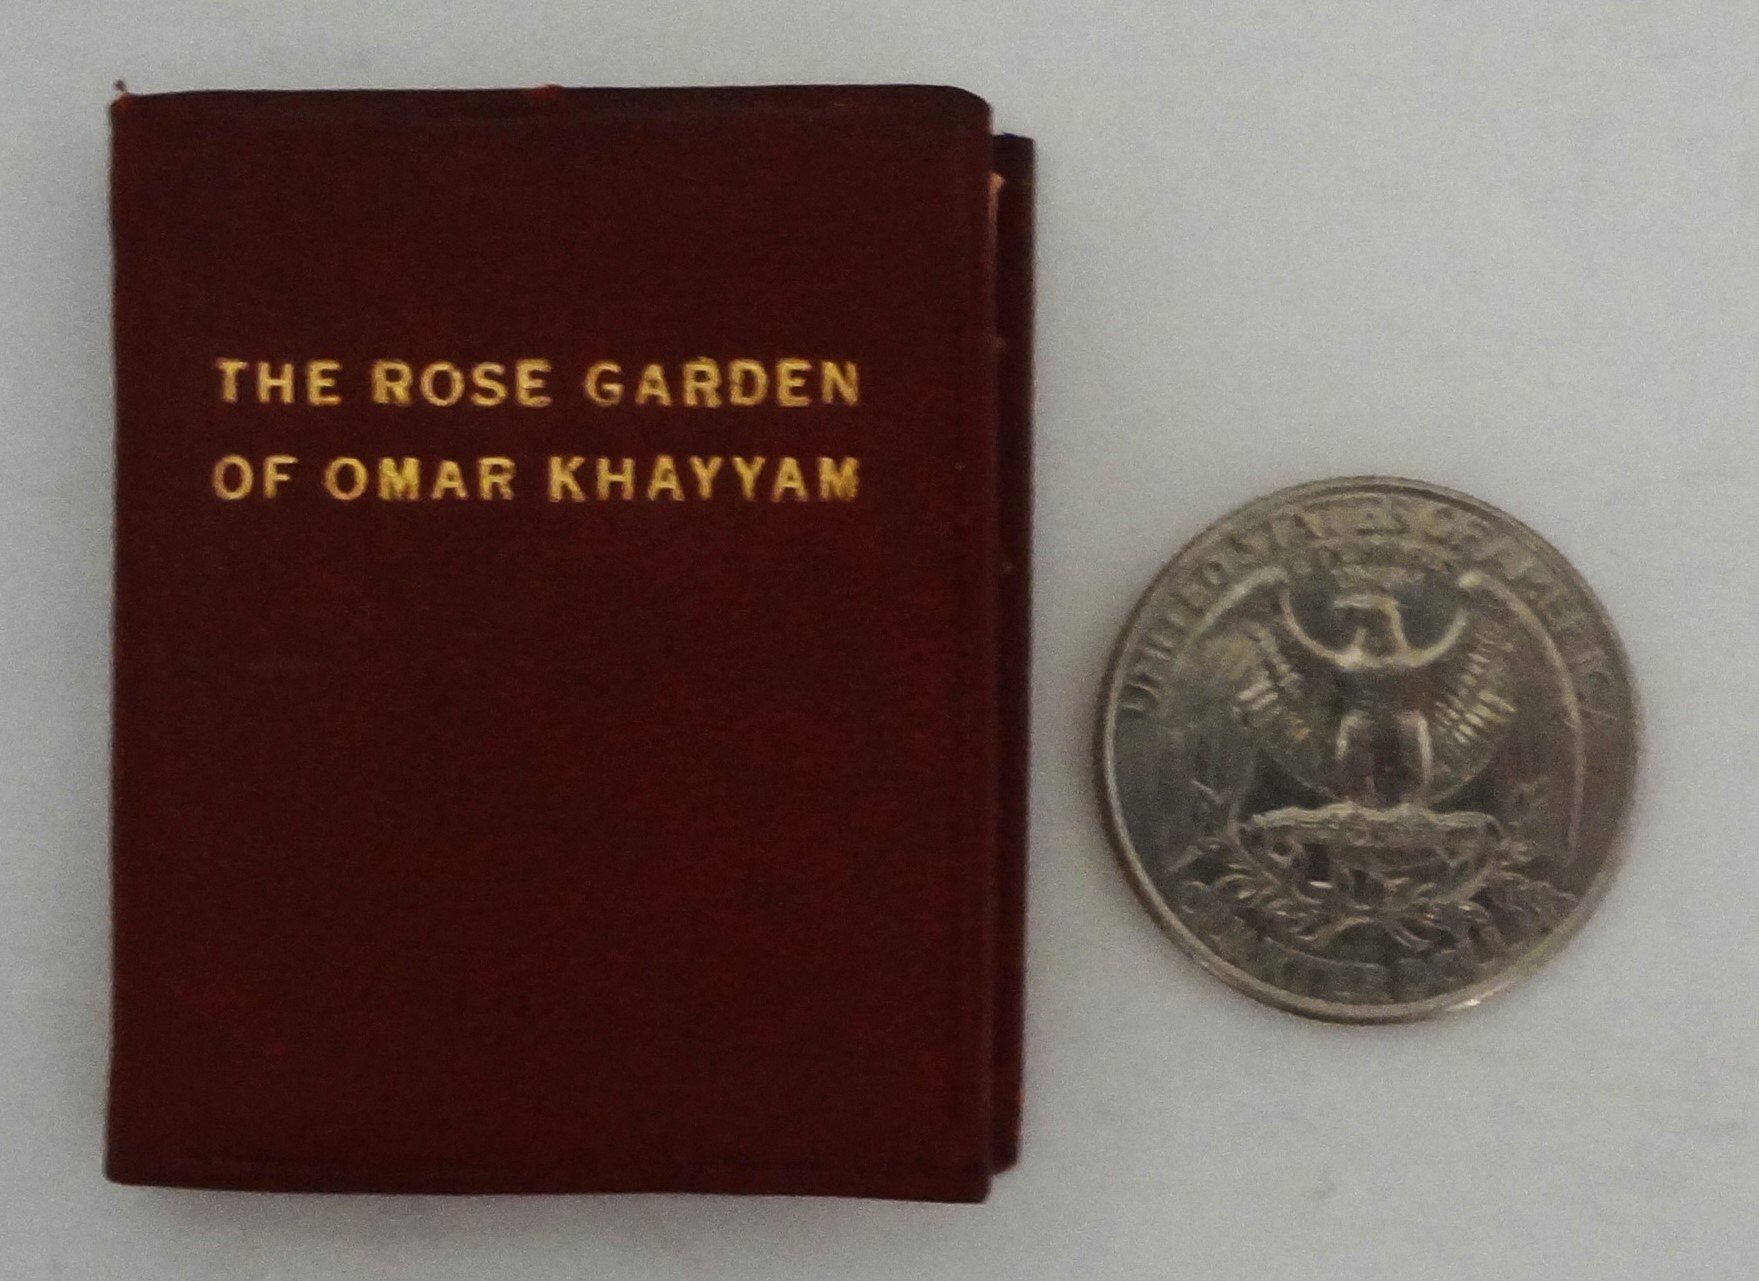 THE ROSE GARDEN
OF OMAR KHAYYAM
UNITED STATES OF AMERICA
QUARTER DOLLAR